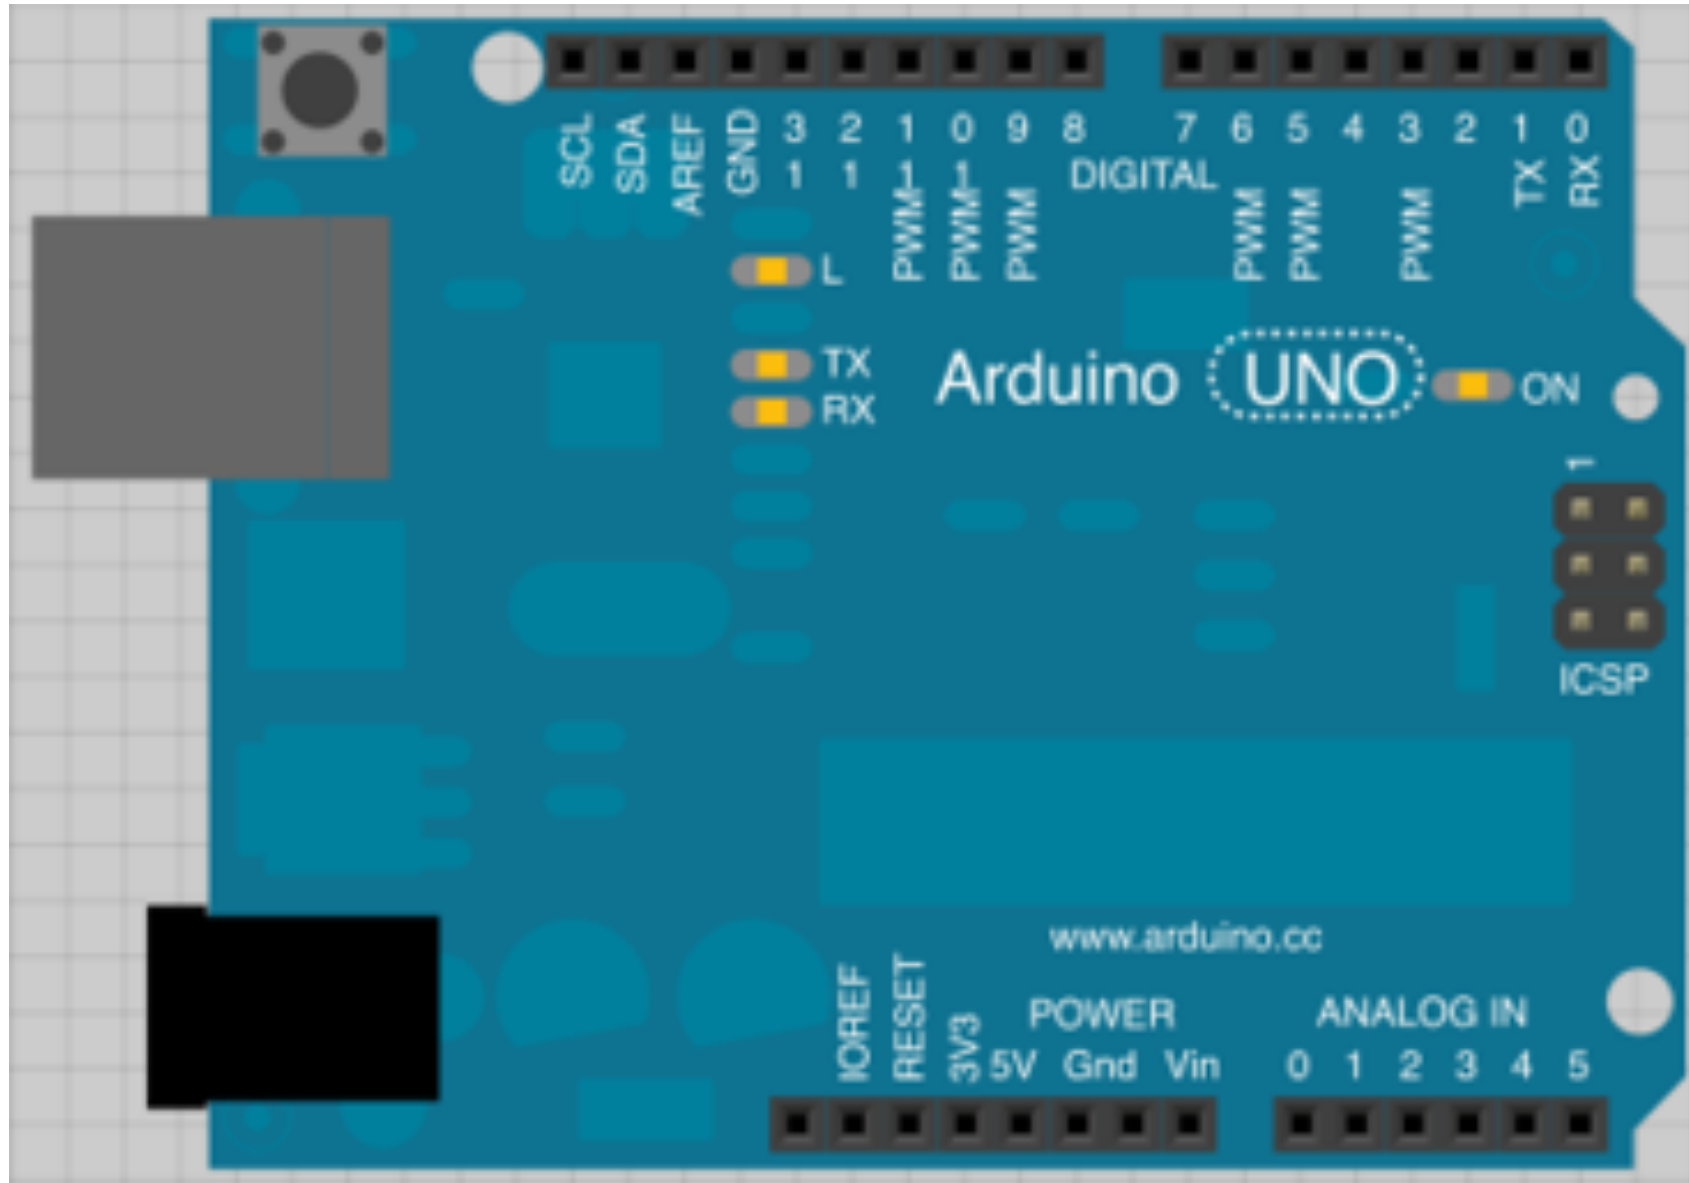 SCL SDA AREF GND 13 12 11 10 9 8 7 6 5 4 3 2 1 0
DIGITAL
TX RX
PWM PWM PWM PWM PWM PWM
L
TX
RX
Arduino UNO ON
1
ICSP
www.arduino.cc
IOREF RESET 3V3
POWER ANALOG IN
5V Gnd Vin 0 1 2 3 4 5